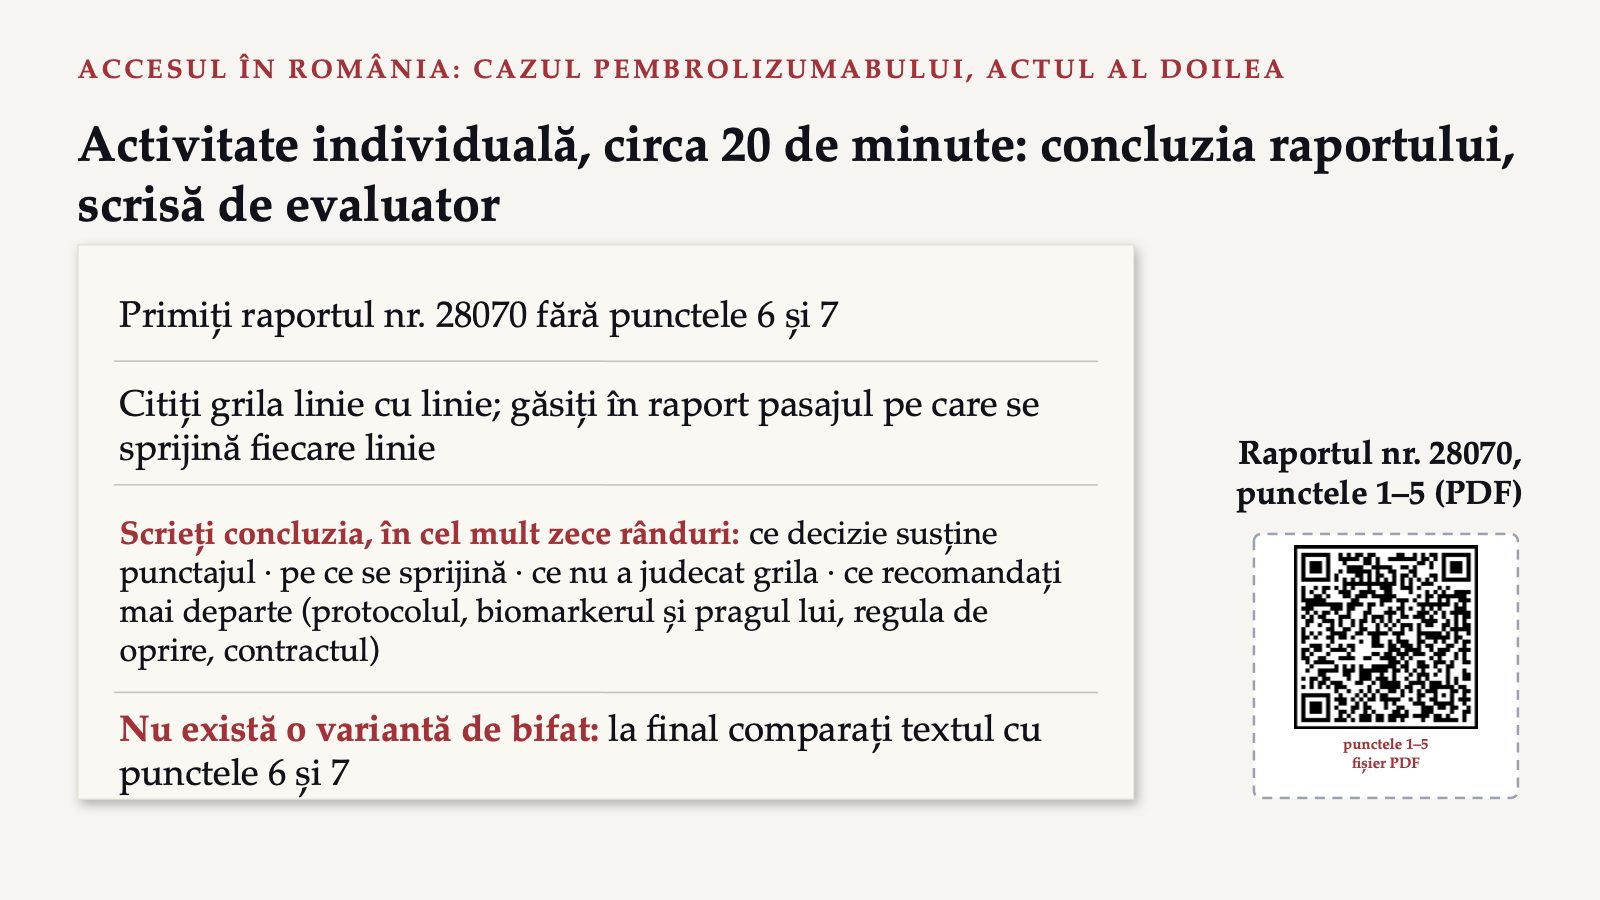 ACCESUL ÎN ROMÂNIA: CAZUL PEMBROLIZUMABULUI, ACTUL AL DOILEA
Activitate individuală, circa 20 de minute: concluzia raportului,
scrisă de evaluator
Primiți raportul nr. 28070 fără punctele 6 și 7
Citiți grila linie cu linie; găsiți în raport pasajul pe care se
sprijină fiecare linie
Scrieți concluzia, în cel mult zece rânduri: ce decizie susține
punctajul · pe ce se sprijină · ce nu a judecat grila · ce recomandați
mai departe (protocolul, biomarkerul și pragul lui, regula de
oprire, contractul)
Nu există o variantă de bifat: la final comparați textul cu
punctele 6 și 7
Raportul nr. 28070,
punctele 1–5 (PDF)
punctele 1–5
fișier PDF